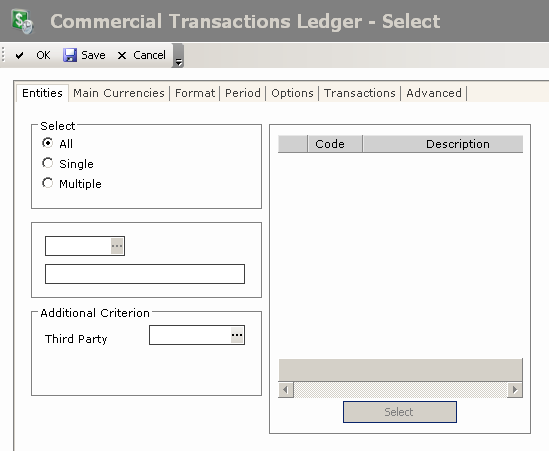 Commercial Transactions Ledger - Select
OK Save Cancel
Entities Main Currencies Format Period Options Transactions Advanced
Select
All
Single
Multiple
Code Description
...
Additional Criterion
Third Party ...
Select